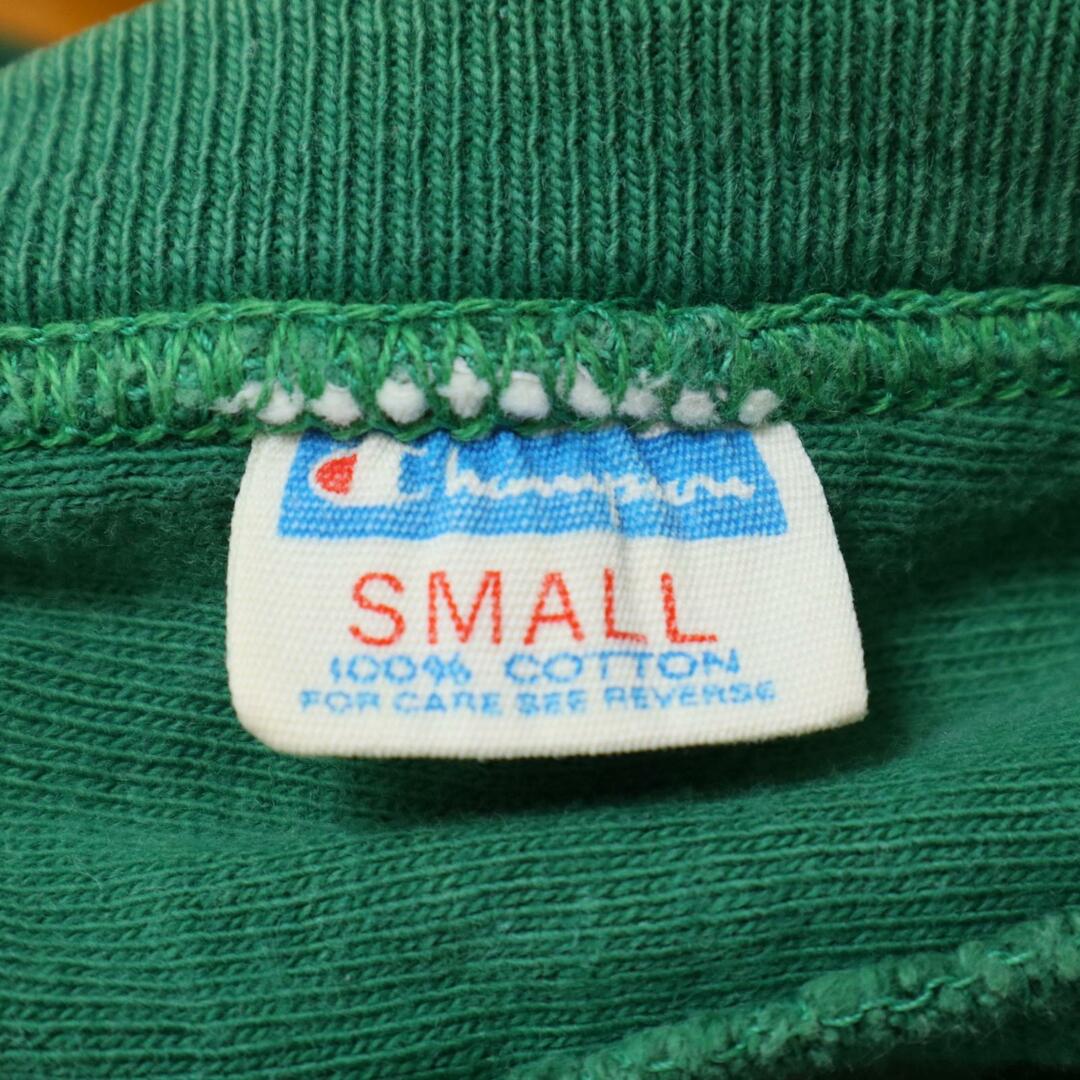 Champion
SMALL
100% COTTON
FOR CARE SEE REVERSE